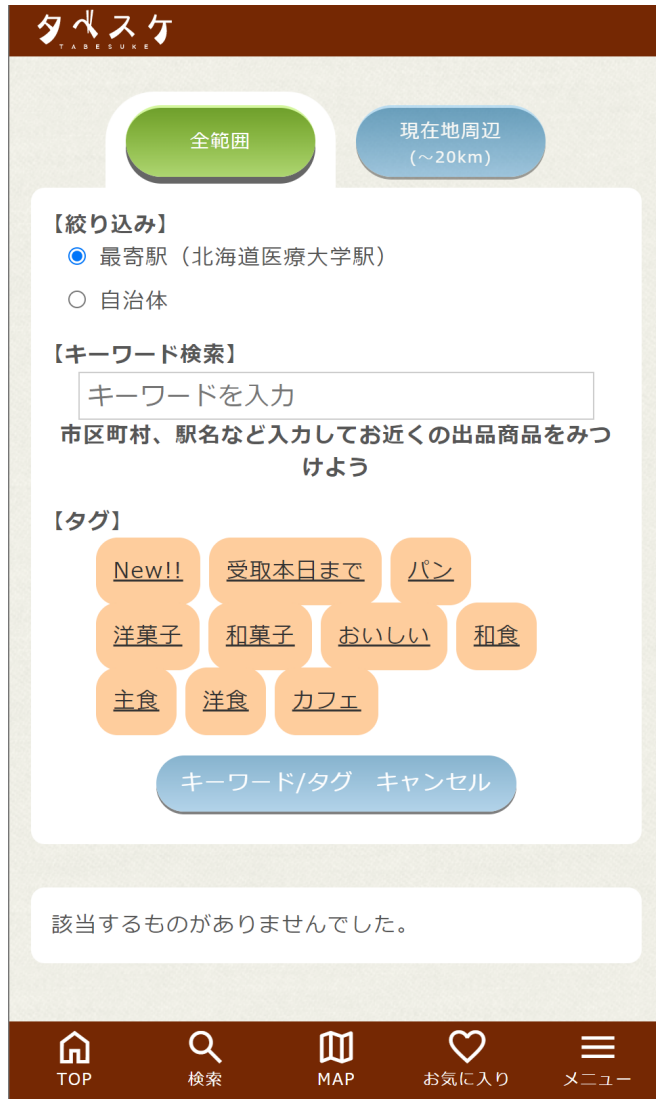 タベスケ
TABESUKE
全範囲
現在地周辺
(～20km)
【絞り込み】
最寄駅（北海道医療大学駅）
自治体
【キーワード検索】
キーワードを入力
市区町村、駅名など入力してお近くの出品商品をみつ
けよう
【タグ】
New!! 受取本日まで パン
洋菓子 和菓子 おいしい 和食
主食 洋食 カフェ
キーワード/タグ　キャンセル
該当するものがありませんでした。
TOP 検索 MAP お気に入り メニュー